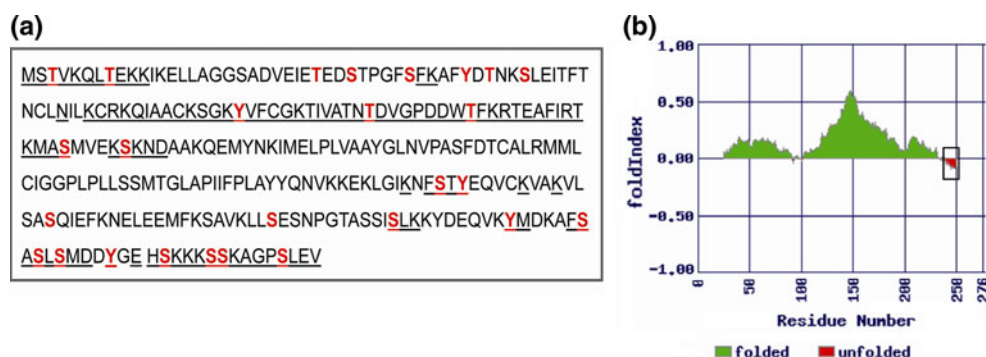 (a)
MSTVKQLTEKKIKELLAGGSADVEIETEDSTPGFSFKAFYDTNKSLEITFT
NCLNILKCRKQIAACKSGKYVFCGKTIVATNTDVGPDDWTFKRTEAFIRT
KMASMVEKSKNDAAKQEMYNKIMELPLVAAYGLNVPASFDTCALRMML
CIGGPLPLLSSMTGLAPIIFPLAYYQNVKKEKLGIKNFSTYEQVCKVAKVL
SASQIEFKNELEEMFKSAVKLLSESNPGTASSISLKKYDEQVKYMDKAFS
ASLSMDDYGE HSKKKSSKAGPSLEV
(b)
1.00
0.50
0.00
-0.50
-1.00
foldIndex
0
50
100
150
200
250
276
Residue Number
folded
unfolded